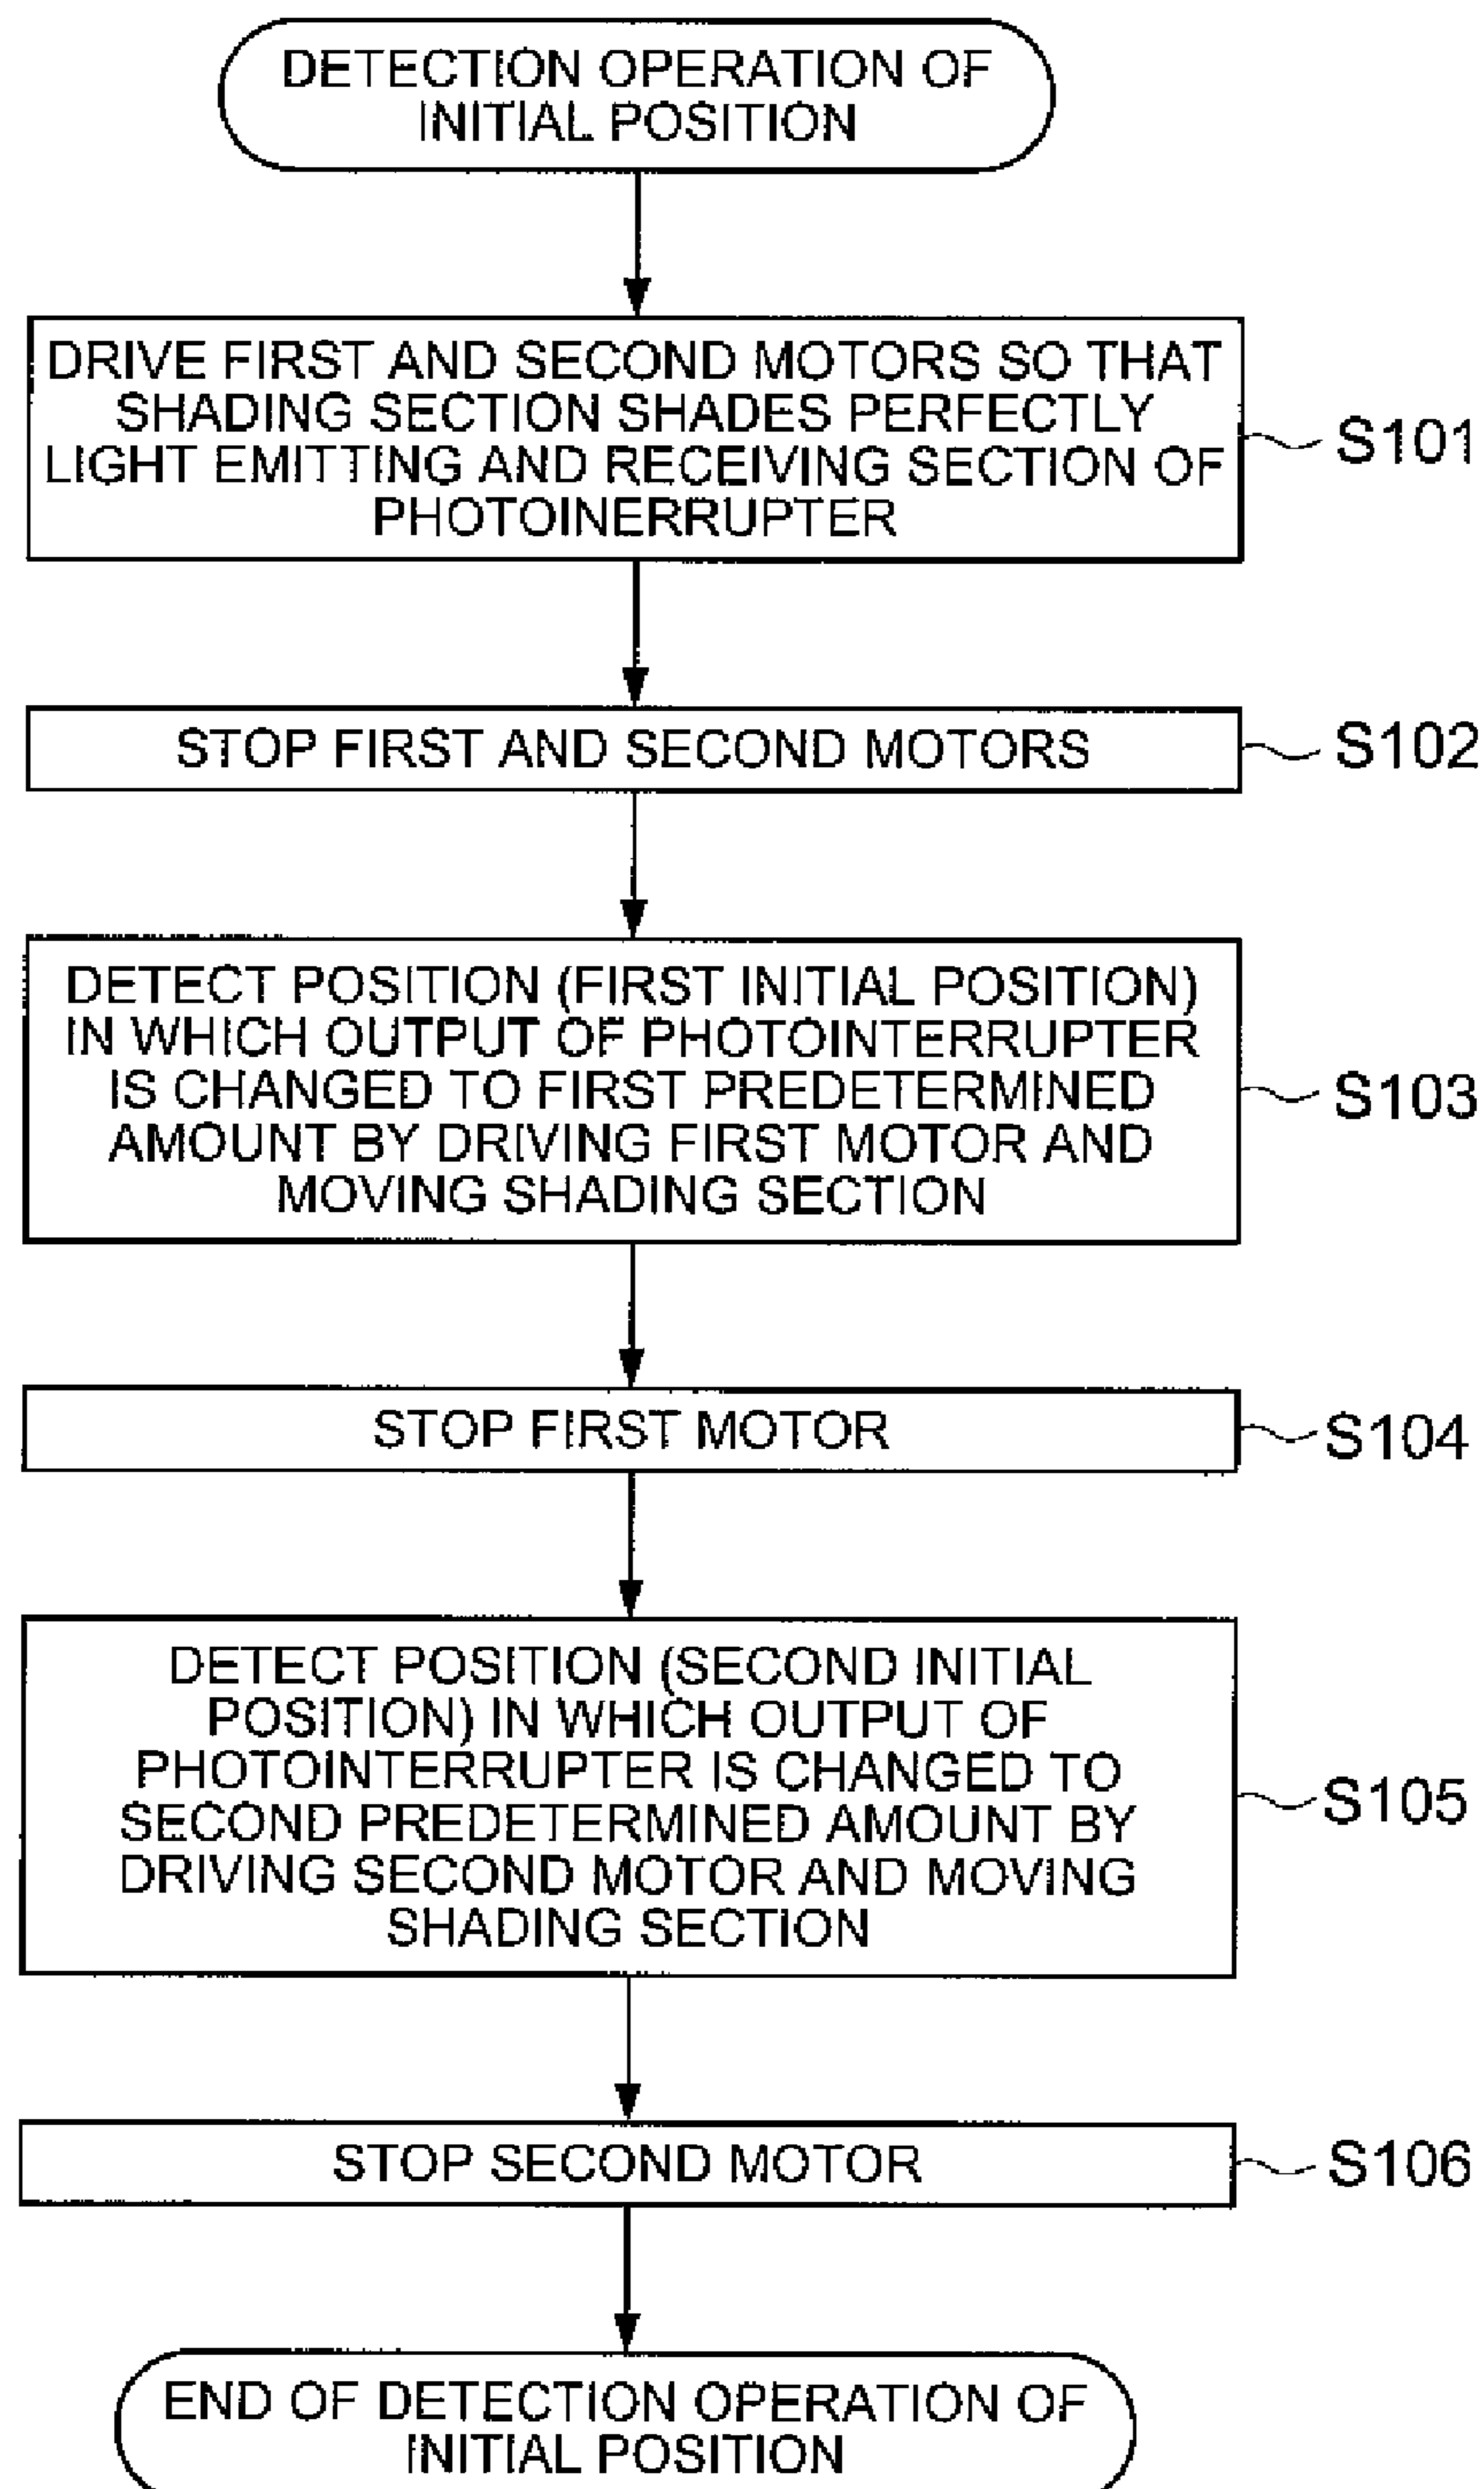 DETECTION OPERATION OF
INITIAL POSITION
DRIVE FIRST AND SECOND MOTORS SO THAT
SHADING SECTION SHADES PERFECTLY
LIGHT EMITTING AND RECEIVING SECTION OF
PHOTOINERRUPTER
S101
STOP FIRST AND SECOND MOTORS
S102
DETECT POSITION (FIRST INITIAL POSITION)
IN WHICH OUTPUT OF PHOTOINTERRUPTER
IS CHANGED TO FIRST PREDETERMINED
AMOUNT BY DRIVING FIRST MOTOR AND
MOVING SHADING SECTION
S103
STOP FIRST MOTOR
S104
DETECT POSITION (SECOND INITIAL
POSITION) IN WHICH OUTPUT OF
PHOTOINTERRUPTER IS CHANGED TO
SECOND PREDETERMINED AMOUNT BY
DRIVING SECOND MOTOR AND MOVING
SHADING SECTION
S105
STOP SECOND MOTOR
S106
END OF DETECTION OPERATION OF
INITIAL POSITION